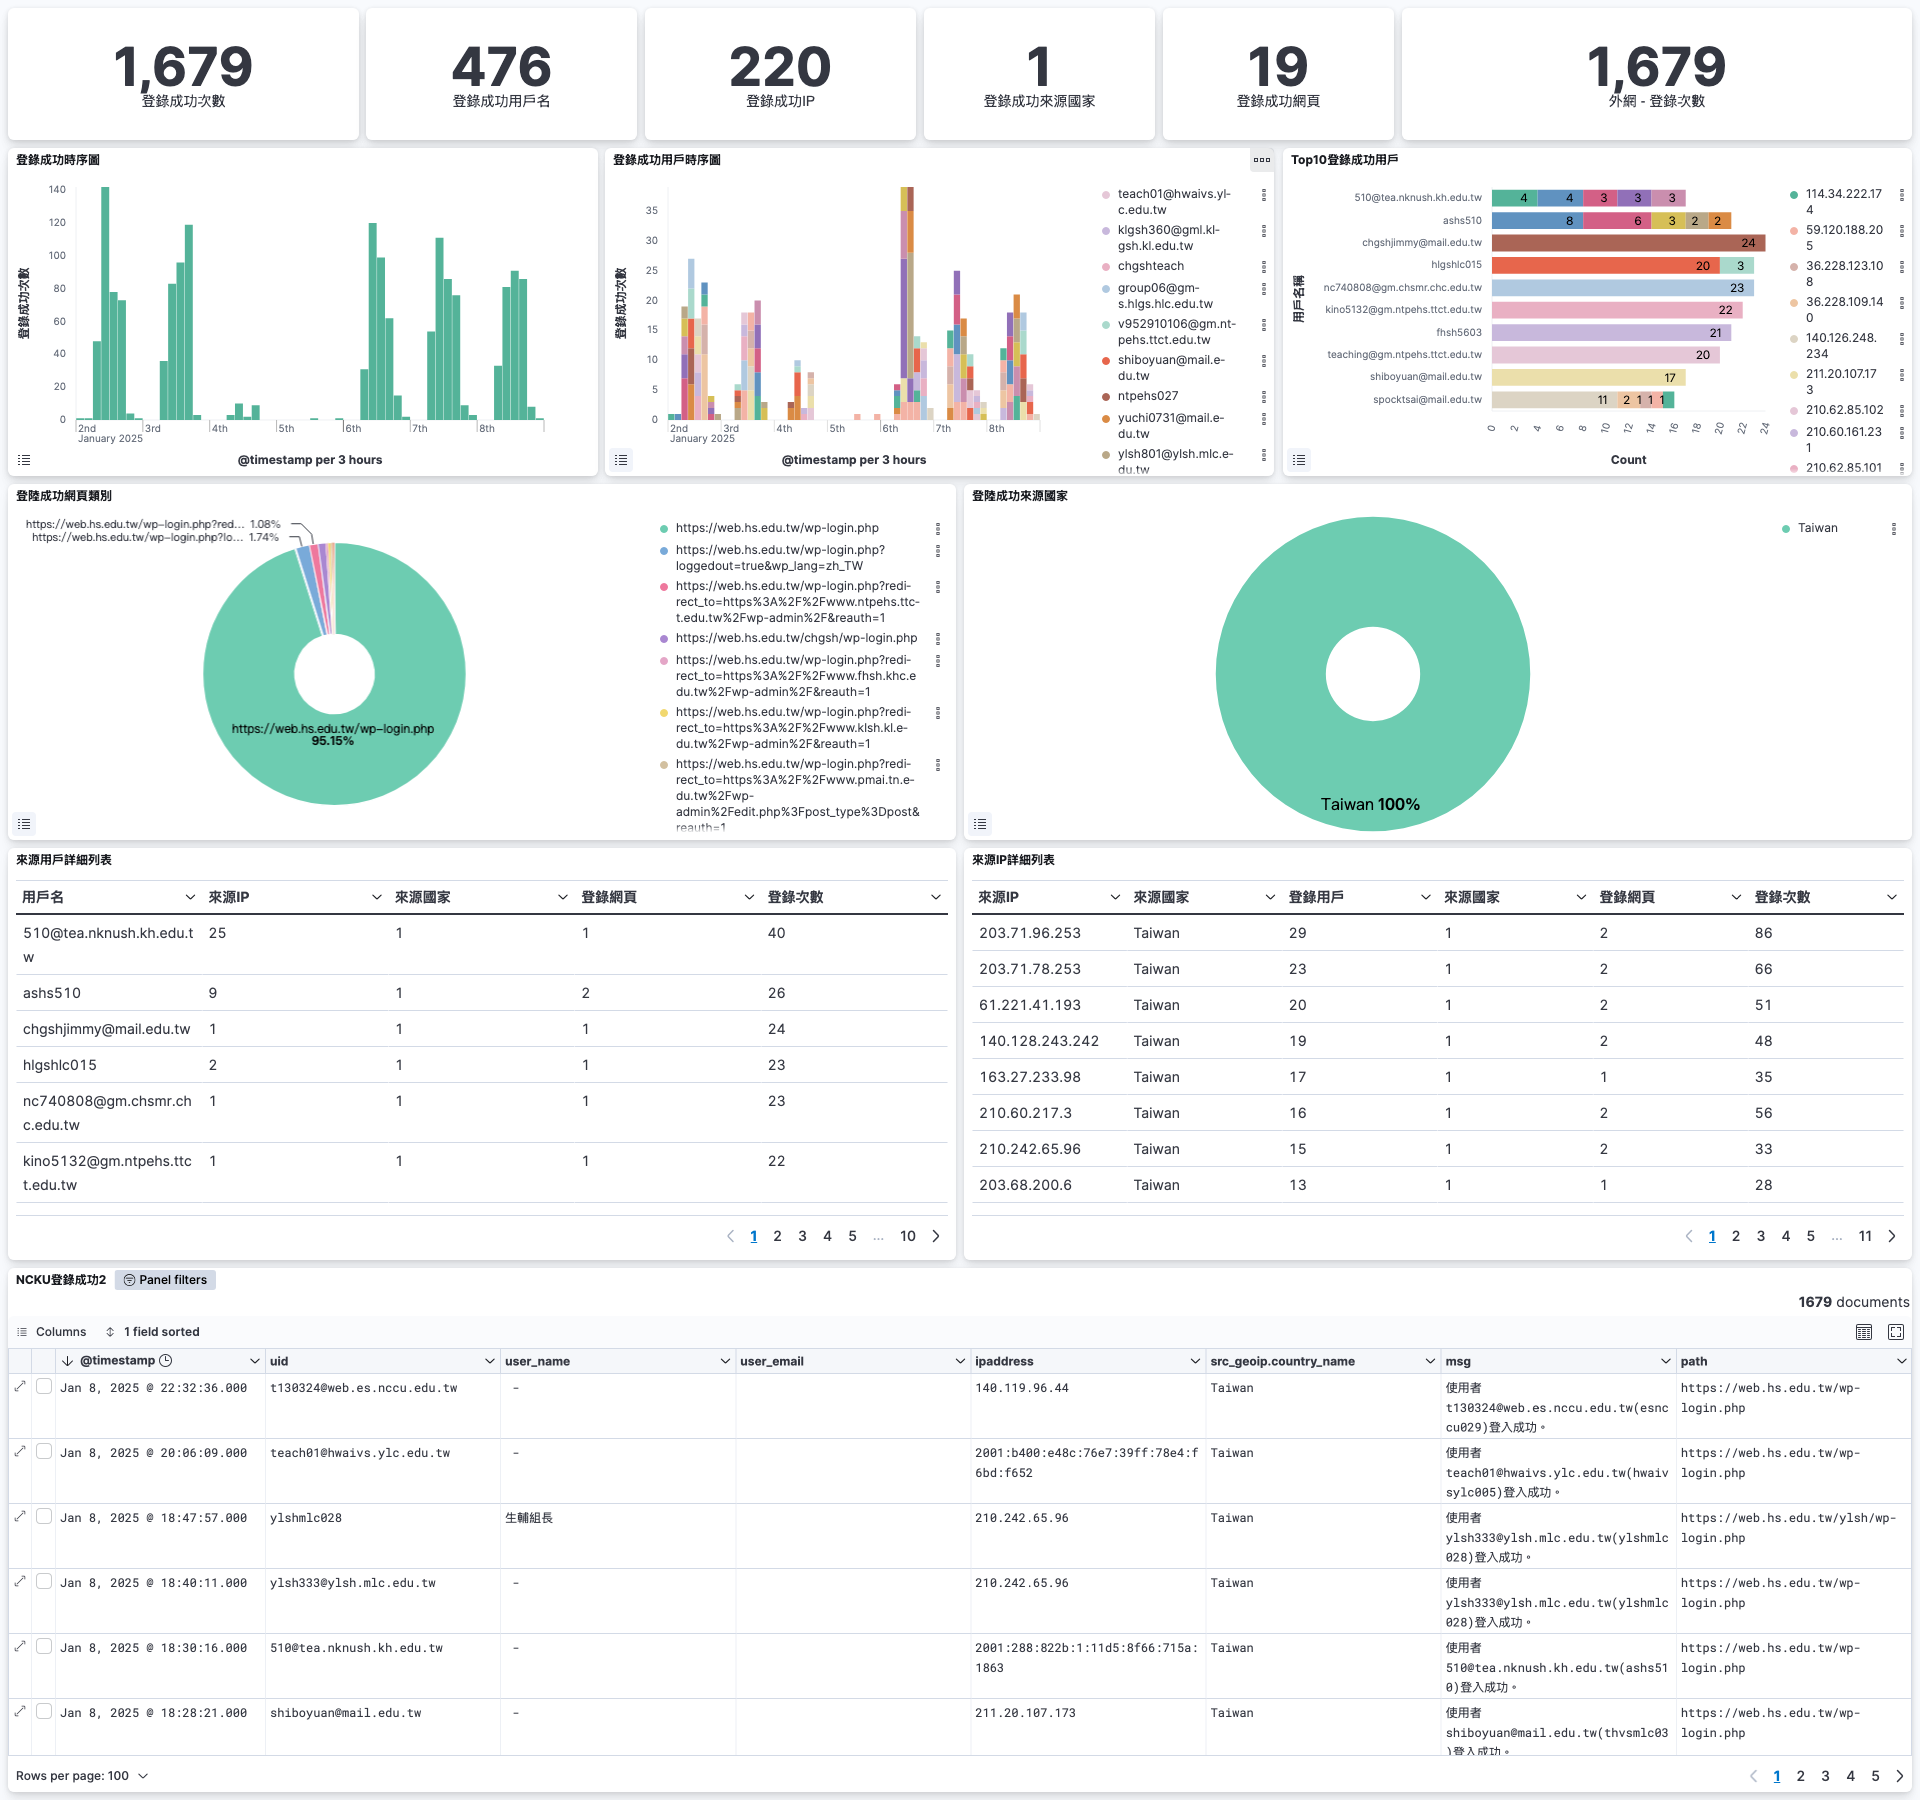 1,679
登錄成功次數
476
登錄成功用戶名
220
登錄成功IP
1
登錄成功來源國家
19
登錄成功網頁
1,679
外網 - 登錄次數
登錄成功時序圖
登錄成功次數
140
120
100
80
60
40
20
0
2nd 3rd 4th 5th 6th 7th 8th
January 2025
@timestamp per 3 hours
登錄成功用戶時序圖
登錄成功次數
35
30
25
20
15
10
5
0
2nd 3rd 4th 5th 6th 7th 8th
January 2025
@timestamp per 3 hours
teach01@hwaivs.yl-
c.edu.tw
klgsh360@gml.kl-
gsh.kl.edu.tw
chgshteach
group06@gm-
s.hlgs.hlc.edu.tw
v952910106@gm.nt-
pehs.ttct.edu.tw
shiboyuan@mail.e-
du.tw
ntpehs027
yuchi0731@mail.e-
du.tw
ylsh801@ylsh.mlc.e-
du.tw
Top10登錄成功用戶
用戶名稱
510@tea.nknush.kh.edu.tw 4 4 3 3 3
ashs510 8 6 3 2 2
chgshjimmy@mail.edu.tw 24
hlgshlc015 20 3
nc740808@gm.chsmr.chc.edu.tw 23
kino5132@gm.ntpehs.ttct.edu.tw 22
fhsh5603 21
teaching@gm.ntpehs.ttct.edu.tw 20
shiboyuan@mail.edu.tw 17
spocktsai@mail.edu.tw 11 2 1 1 1
0 2 4 6 8 10 12 14 16 18 20 22 24
Count
114.34.222.17
4
59.120.188.20
5
36.228.123.10
8
36.228.109.14
0
140.126.248.
234
211.20.107.17
3
210.62.85.102
210.60.161.23
1
210.62.85.101
登陸成功網頁類別
https://web.hs.edu.tw/wp-login.php?red... 1.08%
https://web.hs.edu.tw/wp-login.php?lo... 1.74%
https://web.hs.edu.tw/wp-login.php
95.15%
https://web.hs.edu.tw/wp-login.php
https://web.hs.edu.tw/wp-login.php?
loggedout=true&wp_lang=zh_TW
https://web.hs.edu.tw/wp-login.php?redi-
rect_to=https%3A%2F%2Fwww.ntpehs.ttc-
t.edu.tw%2Fwp-admin%2F&reauth=1
https://web.hs.edu.tw/chgsh/wp-login.php
https://web.hs.edu.tw/wp-login.php?redi-
rect_to=https%3A%2F%2Fwww.fhsh.khc.e
du.tw%2Fwp-admin%2F&reauth=1
https://web.hs.edu.tw/wp-login.php?redi-
rect_to=https%3A%2F%2Fwww.klsh.kl.e-
du.tw%2Fwp-admin%2F&reauth=1
https://web.hs.edu.tw/wp-login.php?redi-
rect_to=https%3A%2F%2Fwww.pmai.tn.e-
du.tw%2Fwp-
admin%2Fedit.php%3Fpost_type%3Dpost&
reauth=1
登陸成功來源國家
Taiwan 100%
Taiwan
來源用戶詳細列表
用戶名 來源IP 來源國家 登錄網頁 登錄次數
510@tea.nknush.kh.edu.t 25 1 1 40
w
ashs510 9 1 2 26
chgshjimmy@mail.edu.tw 1 1 1 24
hlgshlc015 2 1 1 23
nc740808@gm.chsmr.ch 1 1 1 23
c.edu.tw
kino5132@gm.ntpehs.ttc 1 1 1 22
t.edu.tw
1 2 3 4 5 ... 10
來源IP詳細列表
來源IP 來源國家 登錄用戶 來源國家 登錄網頁 登錄次數
203.71.96.253 Taiwan 29 1 2 86
203.71.78.253 Taiwan 23 1 2 66
61.221.41.193 Taiwan 20 1 2 51
140.128.243.242 Taiwan 19 1 2 48
163.27.233.98 Taiwan 17 1 1 35
210.60.217.3 Taiwan 16 1 2 56
210.242.65.96 Taiwan 15 1 2 33
203.68.200.6 Taiwan 13 1 1 28
1 2 3 4 5 ... 11
NCKU登錄成功2 Panel filters
1679 documents
Columns 1 field sorted
@timestamp uid user_name user_email ipaddress src_geoip.country_name msg path
Jan 8, 2025 @ 22:32:36.000 t130324@web.es.nccu.edu.tw - 140.119.96.44 Taiwan 使用者 https://web.hs.edu.tw/wp-
t130324@web.es.nccu.edu.tw(esnc login.php
cu029)登入成功。
Jan 8, 2025 @ 20:06:09.000 teach01@hwaivs.ylc.edu.tw - 2001:b400:e48c:76e7:39ff:78e4:f Taiwan 使用者 https://web.hs.edu.tw/wp-
6bd:f652 teach01@hwaivs.ylc.edu.tw(hwaiv login.php
sylc005)登入成功。
Jan 8, 2025 @ 18:47:57.000 ylshmlc028 生輔組長 210.242.65.96 Taiwan 使用者 https://web.hs.edu.tw/ylsh/wp-
ylsh333@ylsh.mlc.edu.tw(ylshmlc login.php
028)登入成功。
Jan 8, 2025 @ 18:40:11.000 ylsh333@ylsh.mlc.edu.tw - 210.242.65.96 Taiwan 使用者 https://web.hs.edu.tw/wp-
ylsh333@ylsh.mlc.edu.tw(ylshmlc login.php
028)登入成功。
Jan 8, 2025 @ 18:30:16.000 510@tea.nknush.kh.edu.tw - 2001:288:822b:1:11d5:8f66:715a: Taiwan 使用者 https://web.hs.edu.tw/wp-
1863 510@tea.nknush.kh.edu.tw(ashs51 login.php
0)登入成功。
Jan 8, 2025 @ 18:28:21.000 shiboyuan@mail.edu.tw - 211.20.107.173 Taiwan 使用者 https://web.hs.edu.tw/wp-
shiboyuan@mail.edu.tw(thvsmlc03 login.php
)登入成功。
Rows per page: 100
1 2 3 4 5